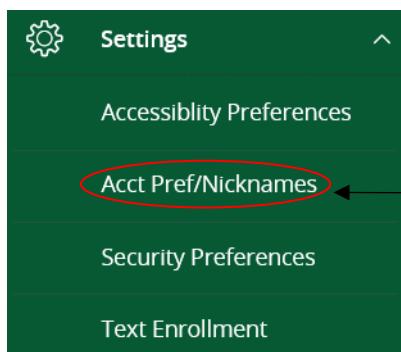 Settings
Accessiblity Preferences
Acct Pref/Nicknames
Security Preferences
Text Enrollment